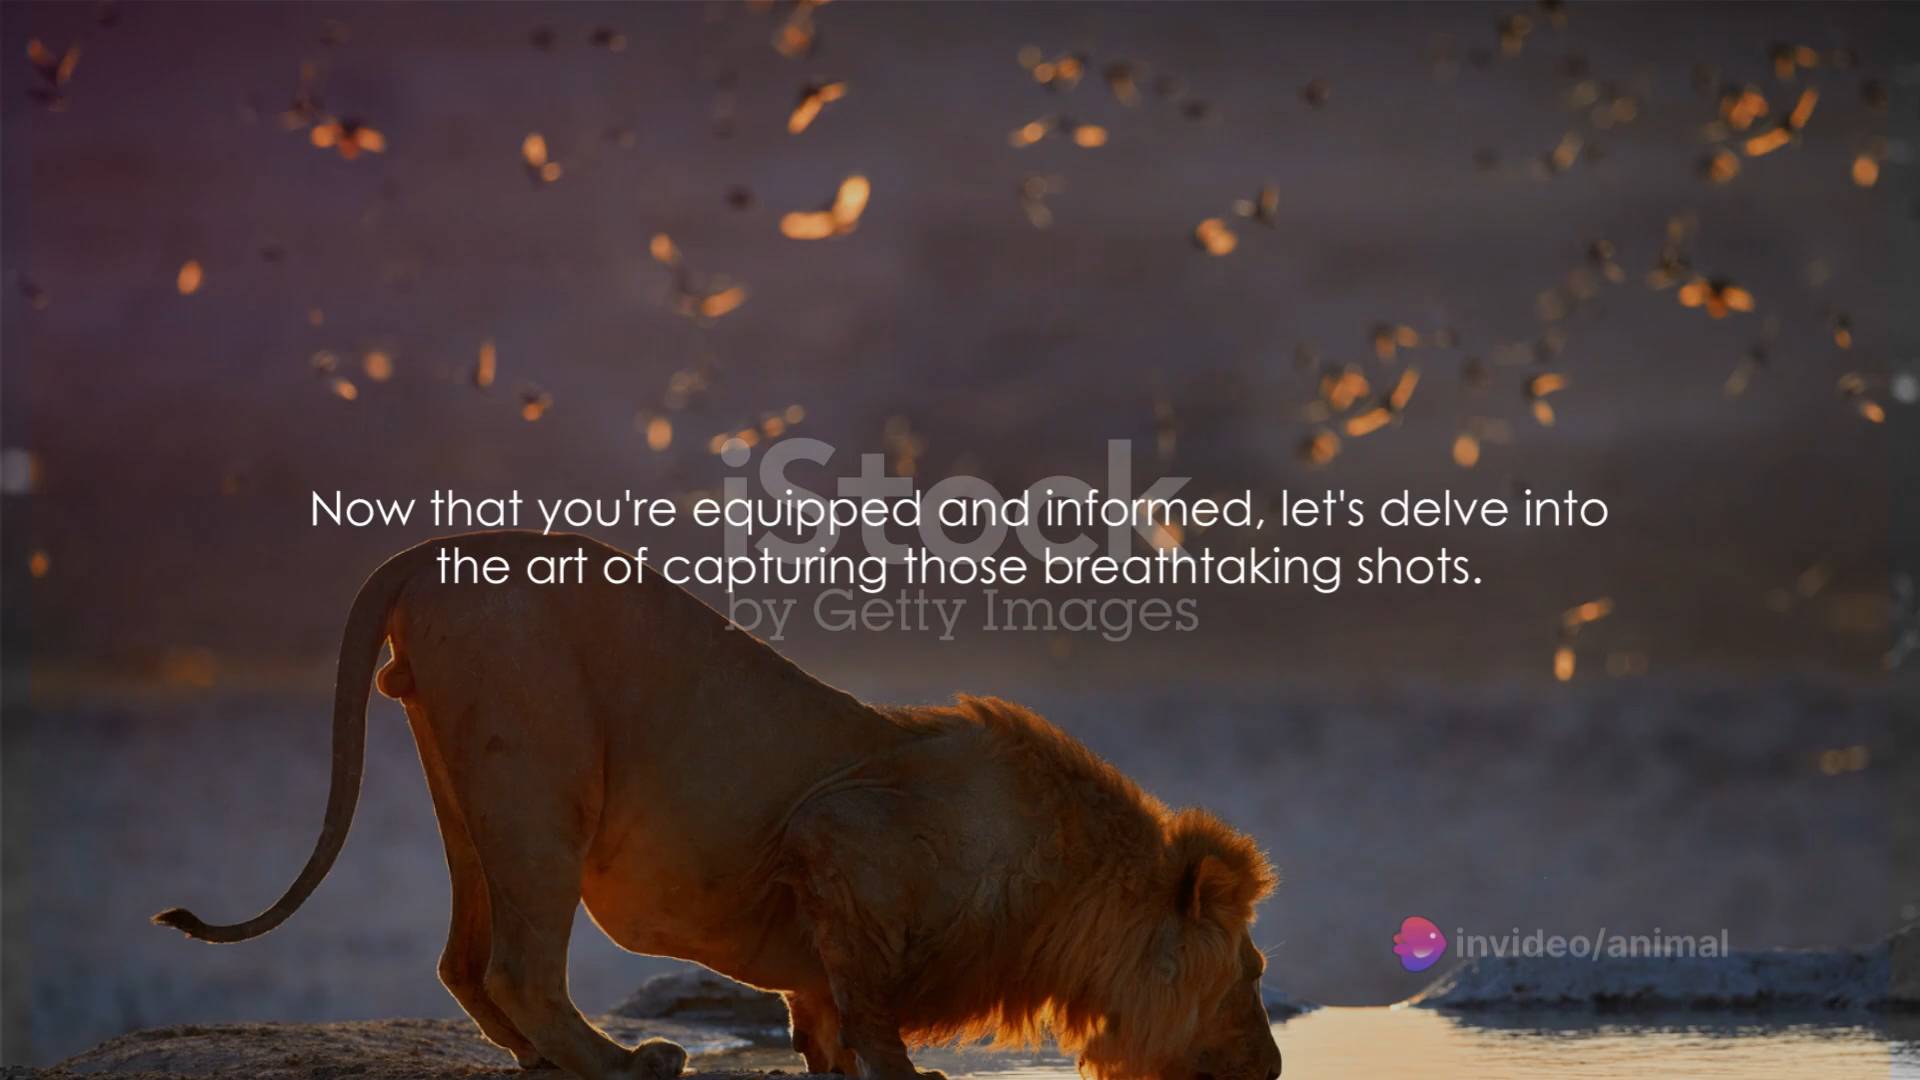 iStock
Now that you're equipped and informed, let's delve into
the art of capturing those breathtaking shots.
by Getty Images
invideo/animal